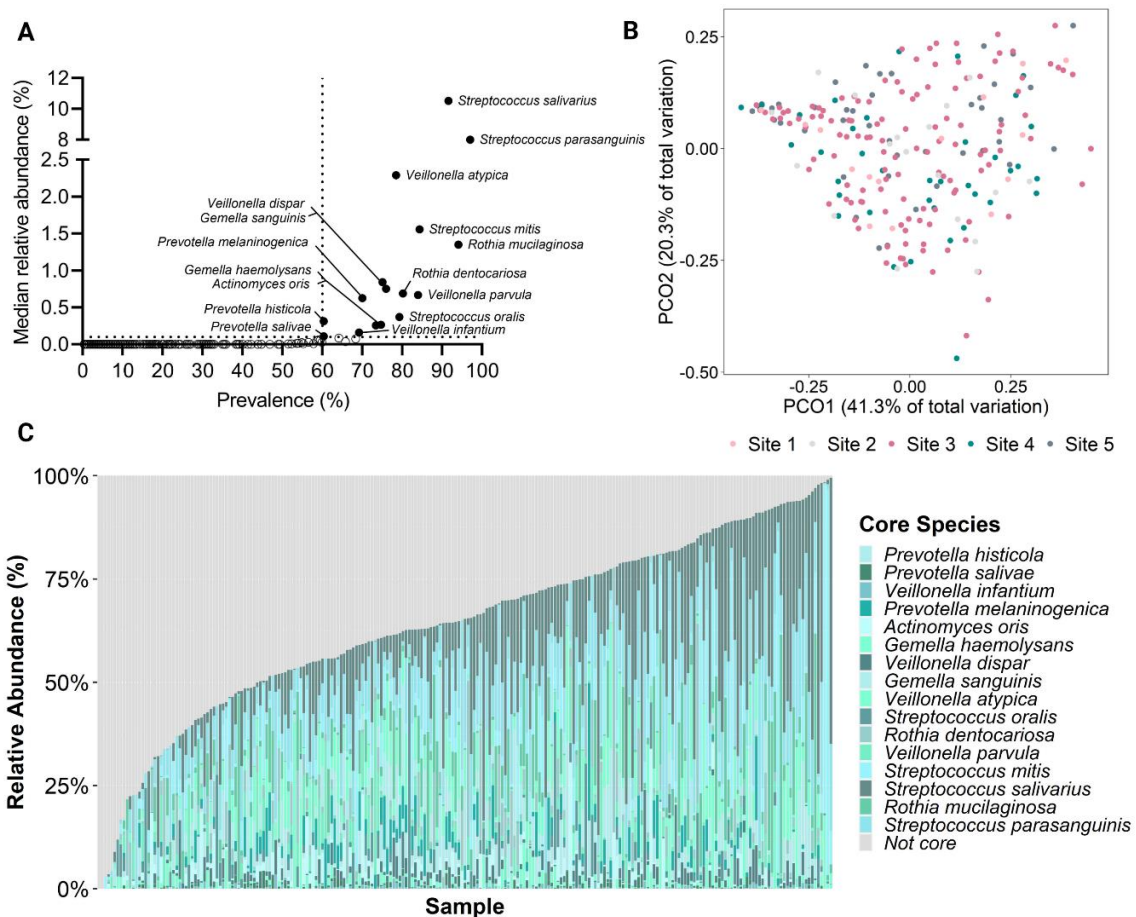 A
Median relative abundance (%)
12
10
8
2.5
2.0
1.5
1.0
0.5
0.0
Streptococcus salivarius
Streptococcus parasanguinis
Veillonella atypica
Veillonella dispar
Gemella sanguinis
Streptococcus mitis
Prevotella melaninogenica
Rothia mucilaginosa
Gemella haemolysans
Actinomyces oris
Rothia dentocariosa
Veillonella parvula
Prevotella histicola
Streptococcus oralis
Prevotella salivae
Veillonella infantium
0 10 20 30 40 50 60 70 80 90 100
Prevalence (%)
B
PCO2 (20.3% of total variation)
0.25
0.00
-0.25
-0.50
-0.25 0.00 0.25
PCO1 (41.3% of total variation)
Site 1 Site 2 Site 3 Site 4 Site 5
C
Relative Abundance (%)
100%
75%
50%
25%
0%
Sample
Core Species
Prevotella histicola
Prevotella salivae
Veillonella infantium
Prevotella melaninogenica
Actinomyces oris
Gemella haemolysans
Veillonella dispar
Gemella sanguinis
Veillonella atypica
Streptococcus oralis
Rothia dentocariosa
Veillonella parvula
Streptococcus mitis
Streptococcus salivarius
Rothia mucilaginosa
Streptococcus parasanguinis
Not core